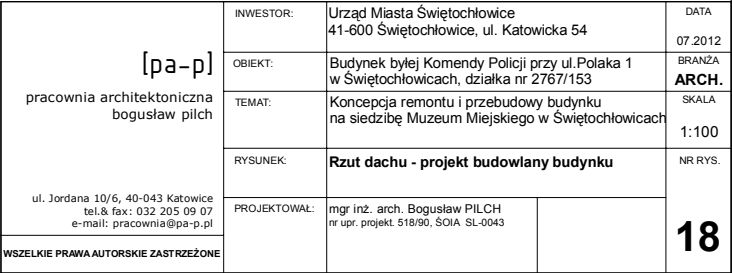 [pa-p]
pracownia architektoniczna
bogusław pilch
ul. Jordana 10/6, 40-043 Katowice
tel.& fax: 032 205 09 07
e-mail: pracownia@pa-p.pl
WSZELKIE PRAWA AUTORSKIE ZASTRZEŻONE
INWESTOR:
Urząd Miasta Świętochłowice
41-600 Świętochłowice, ul. Katowicka 54
DATA
07.2012
OBIEKT:
Budynek byłej Komendy Policji przy ul.Polaka 1
w Świętochłowicach, działka nr 2767/153
BRANŻA
ARCH.
TEMAT:
Koncepcja remontu i przebudowy budynku
na siedzibę Muzeum Miejskiego w Świętochłowicach
SKALA
1:100
RYSUNEK:
Rzut dachu - projekt budowlany budynku
NR RYS.
18
PROJEKTOWAŁ:
mgr inż. arch. Bogusław PILCH
nr upr. projekt. 518/90, ŚOIA SL-0043